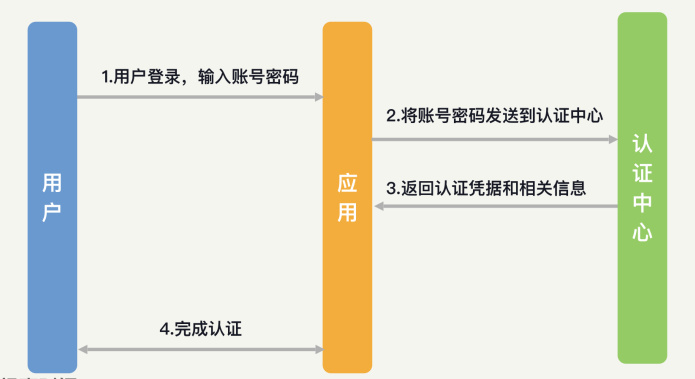 1.用户登录，输入账号密码
2.将账号密码发送到认证中心
3.返回认证凭据和相关信息
4.完成认证
用户
应用
认证中心